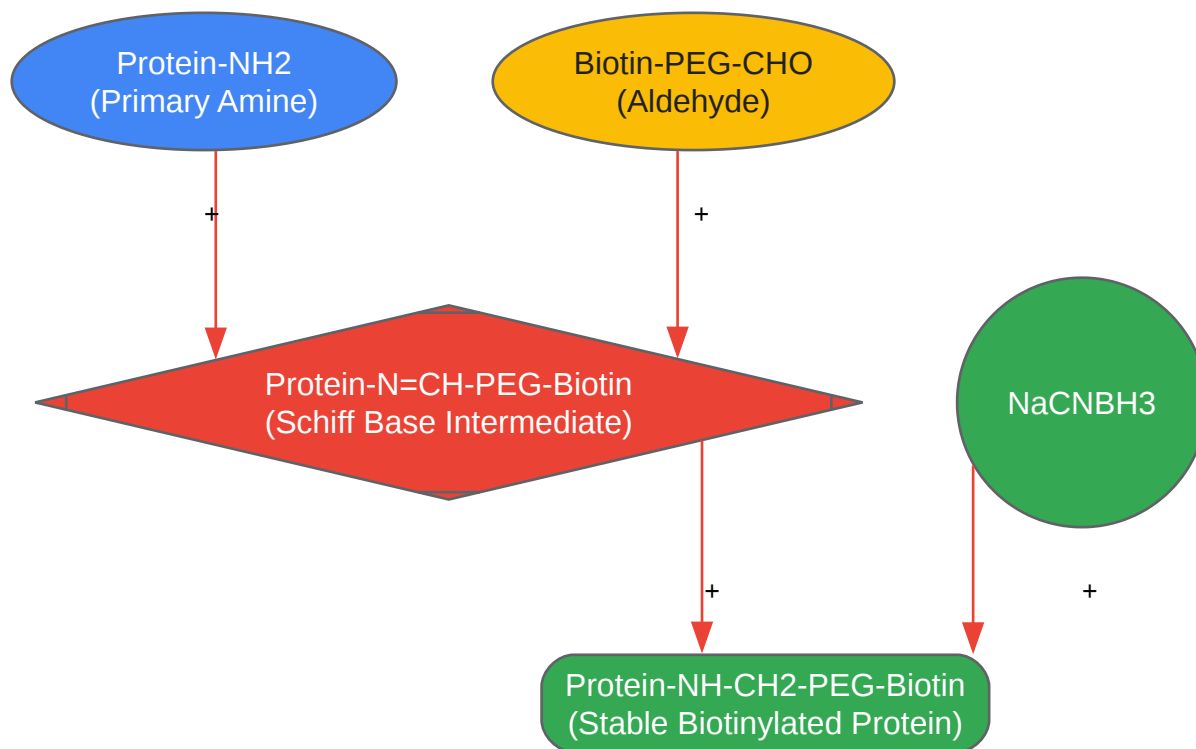 Protein-NH2
(Primary Amine)
Biotin-PEG-CHO
(Aldehyde)
+
+
Protein-N=CH-PEG-Biotin
(Schiff Base Intermediate)
NaCNBH3
+
+
Protein-NH-CH2-PEG-Biotin
(Stable Biotinylated Protein)